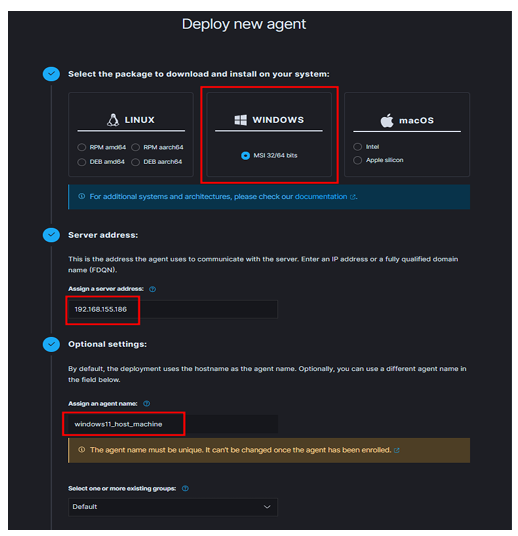 Deploy new agent
Select the package to download and install on your system:
LINUX
RPM amd64 RPM aarch64
DEB amd64 DEB aarch64
WINDOWS
MSI 32/64 bits
macOS
Intel
Apple silicon
For additional systems and architectures, please check our documentation.
Server address:
This is the address the agent uses to communicate with the server. Enter an IP address or a fully qualified domain
name (FDQN).
Assign a server address:
192.168.155.186
Optional settings:
By default, the deployment uses the hostname as the agent name. Optionally, you can use a different agent name in
the field below.
Assign an agent name:
windows11_host_machine
The agent name must be unique. It can't be changed once the agent has been enrolled.
Select one or more existing groups:
Default